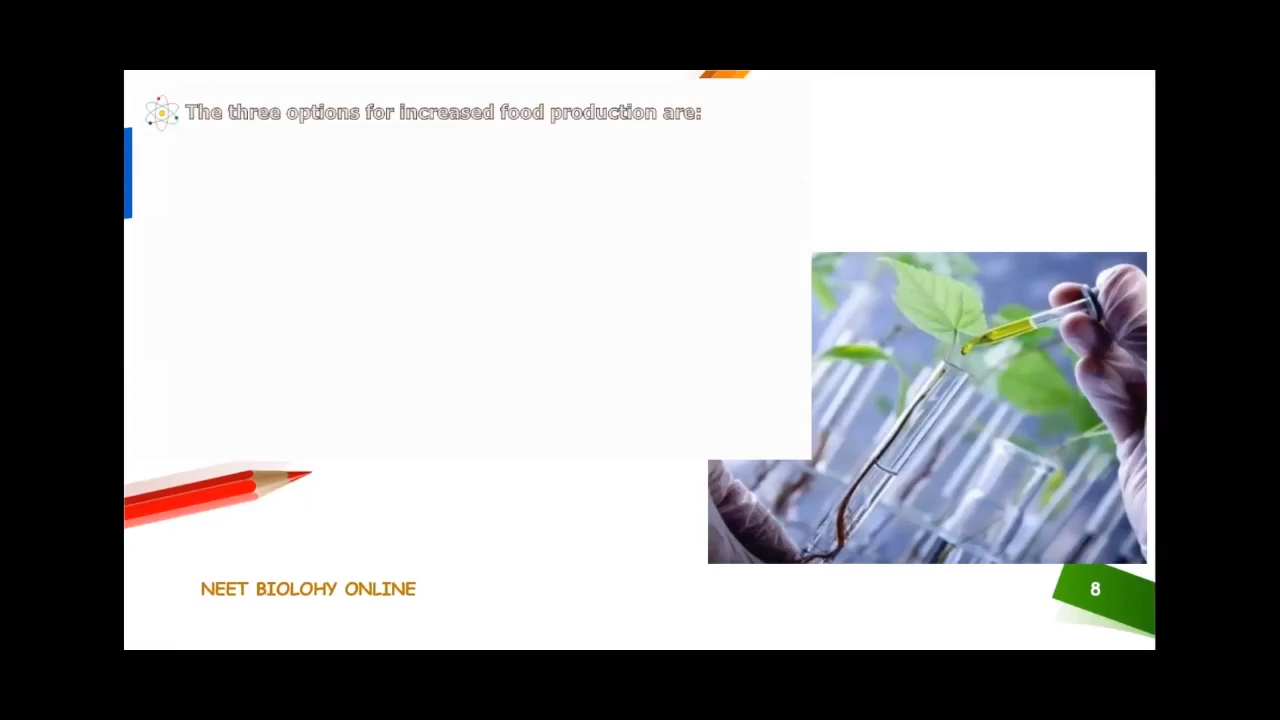 The three options for increased food production are:
NEET BIOLOHY ONLINE
8